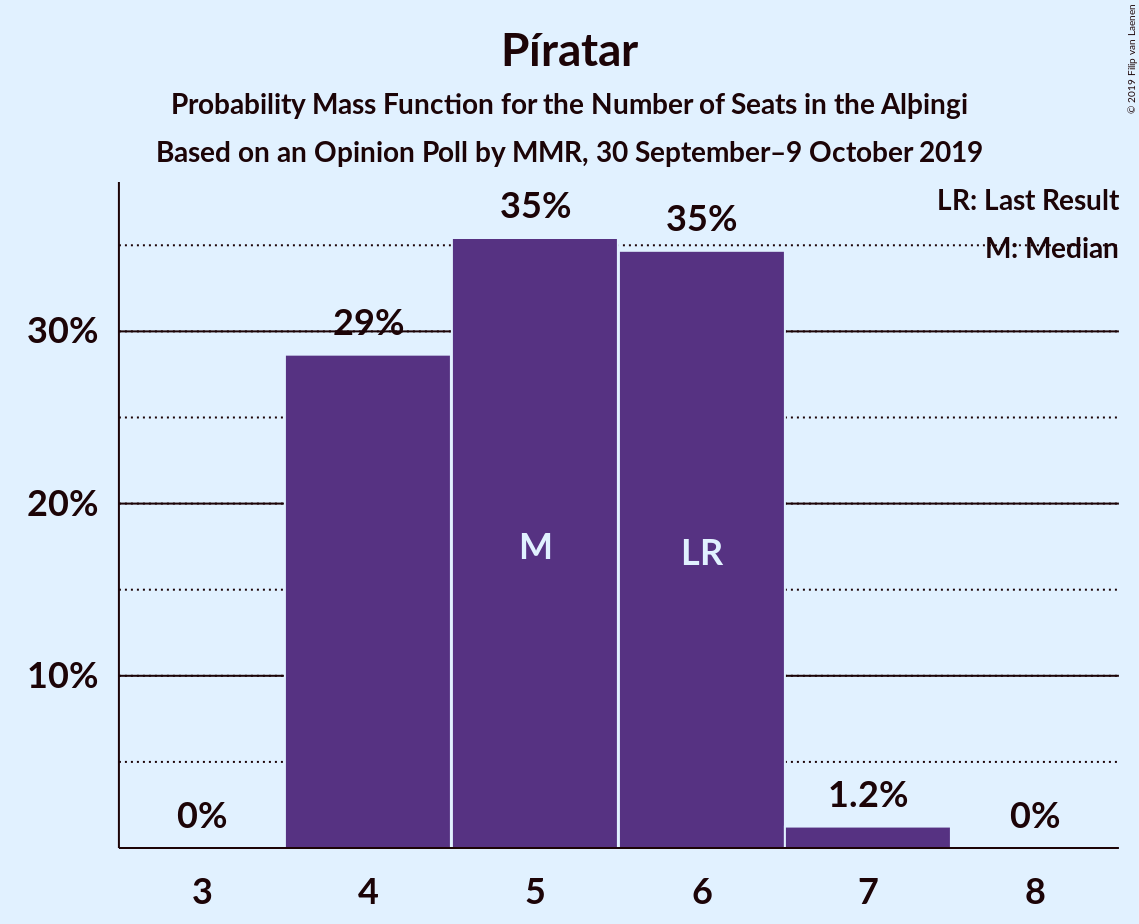 Píratar
Probability Mass Function for the Number of Seats in the Alþingi
Based on an Opinion Poll by MMR, 30 September–9 October 2019
© 2019 Filip van Laenen
LR: Last Result
M: Median
35%
35%
29%
30%
20%
10%
M
LR
0%
1.2%
0%
3
4
5
6
7
8